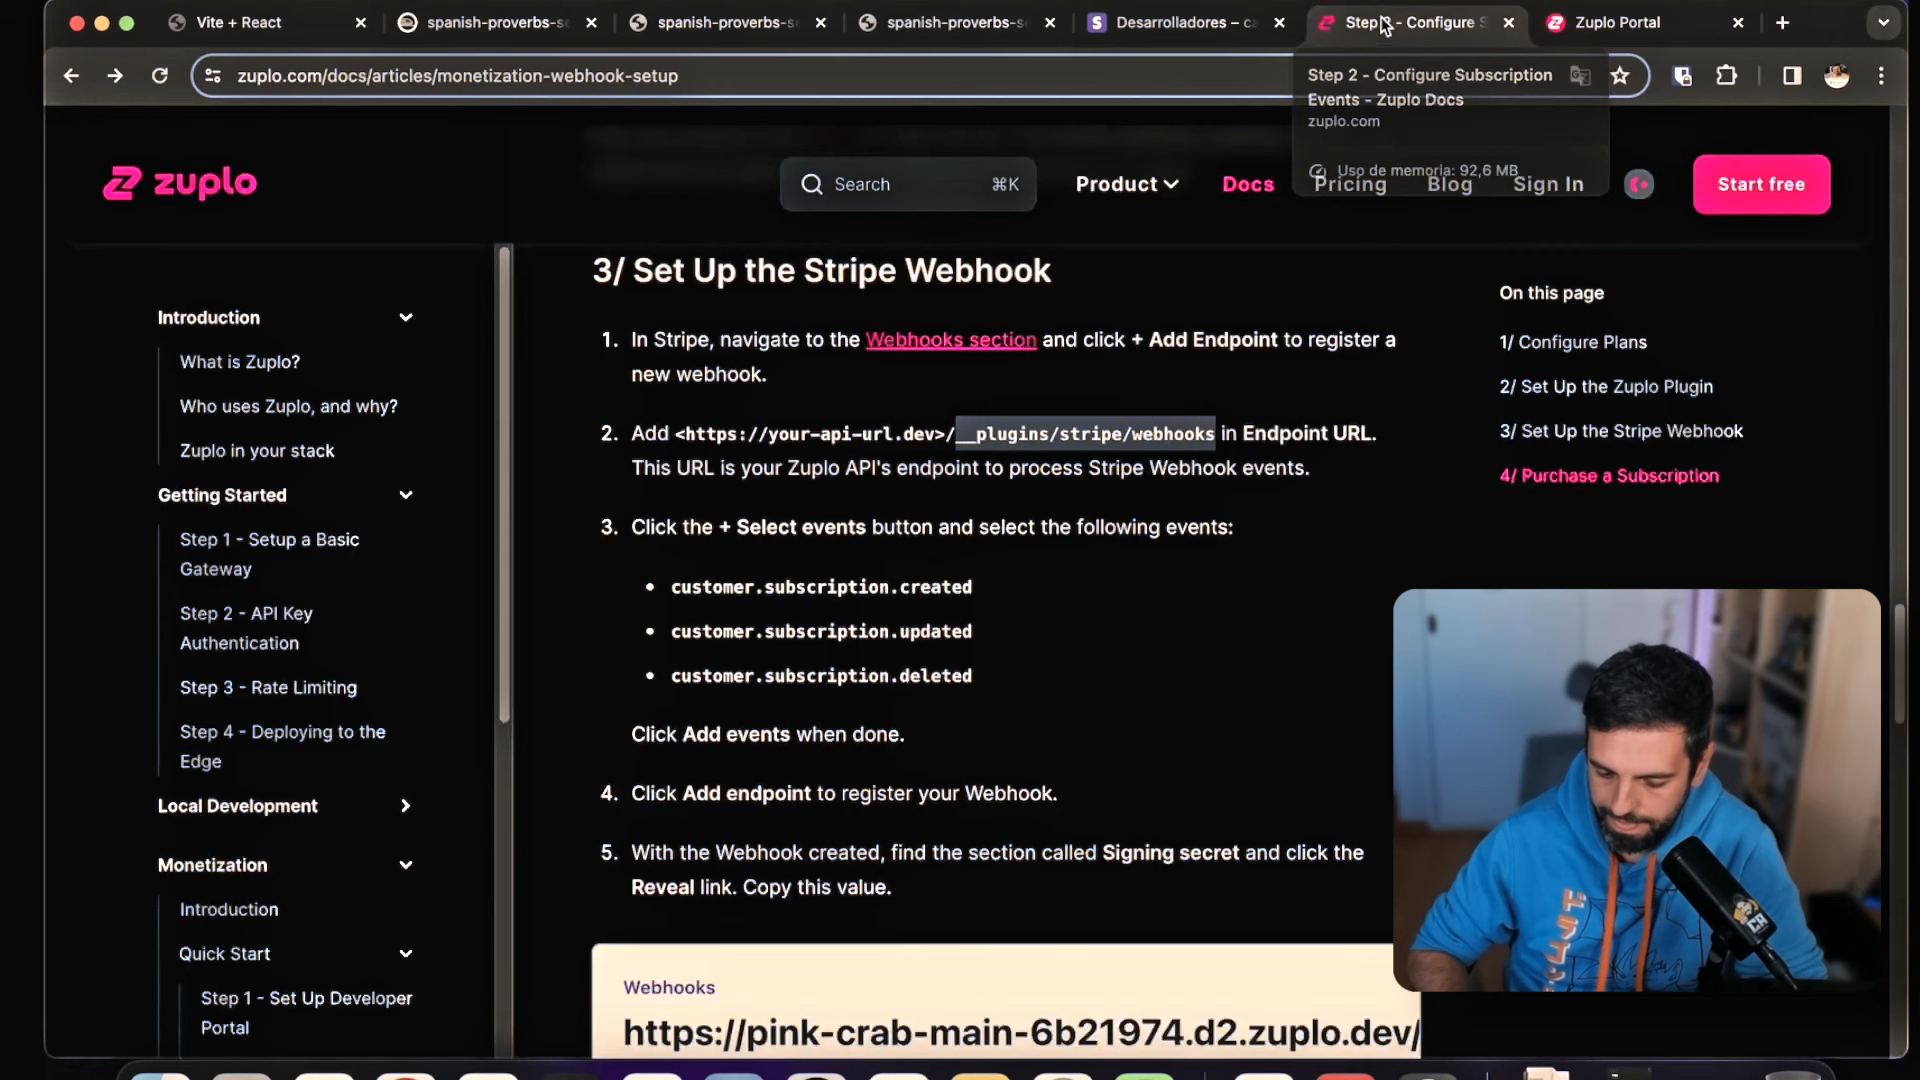 Vite + React
spanish-proverbs-s
spanish-proverbs-s
spanish-proverbs-s
Desarrolladores – ca
Step 2 - Configure S
Zuplo Portal
zuplo.com/docs/articles/monetization-webhook-setup
Step 2 - Configure Subscription
Events - Zuplo Docs
zuplo.com
Uso de memoria: 92,6 MB
zuplo
Search
⌘K
Product
Docs
Pricing
Blog
Sign In
Start free
Introduction
What is Zuplo?
Who uses Zuplo, and why?
Zuplo in your stack
Getting Started
Step 1 - Setup a Basic
Gateway
Step 2 - API Key
Authentication
Step 3 - Rate Limiting
Step 4 - Deploying to the
Edge
Local Development
Monetization
Introduction
Quick Start
Step 1 - Set Up Developer
Portal
3/ Set Up the Stripe Webhook
1. In Stripe, navigate to the Webhooks section and click + Add Endpoint to register a
new webhook.
2. Add <https://your-api-url.dev>/__plugins/stripe/webhooks in Endpoint URL.
This URL is your Zuplo API's endpoint to process Stripe Webhook events.
3. Click the + Select events button and select the following events:
• customer.subscription.created
• customer.subscription.updated
• customer.subscription.deleted
Click Add events when done.
4. Click Add endpoint to register your Webhook.
5. With the Webhook created, find the section called Signing secret and click the
Reveal link. Copy this value.
Webhooks
https://pink-crab-main-6b21974.d2.zuplo.dev/
On this page
1/ Configure Plans
2/ Set Up the Zuplo Plugin
3/ Set Up the Stripe Webhook
4/ Purchase a Subscription